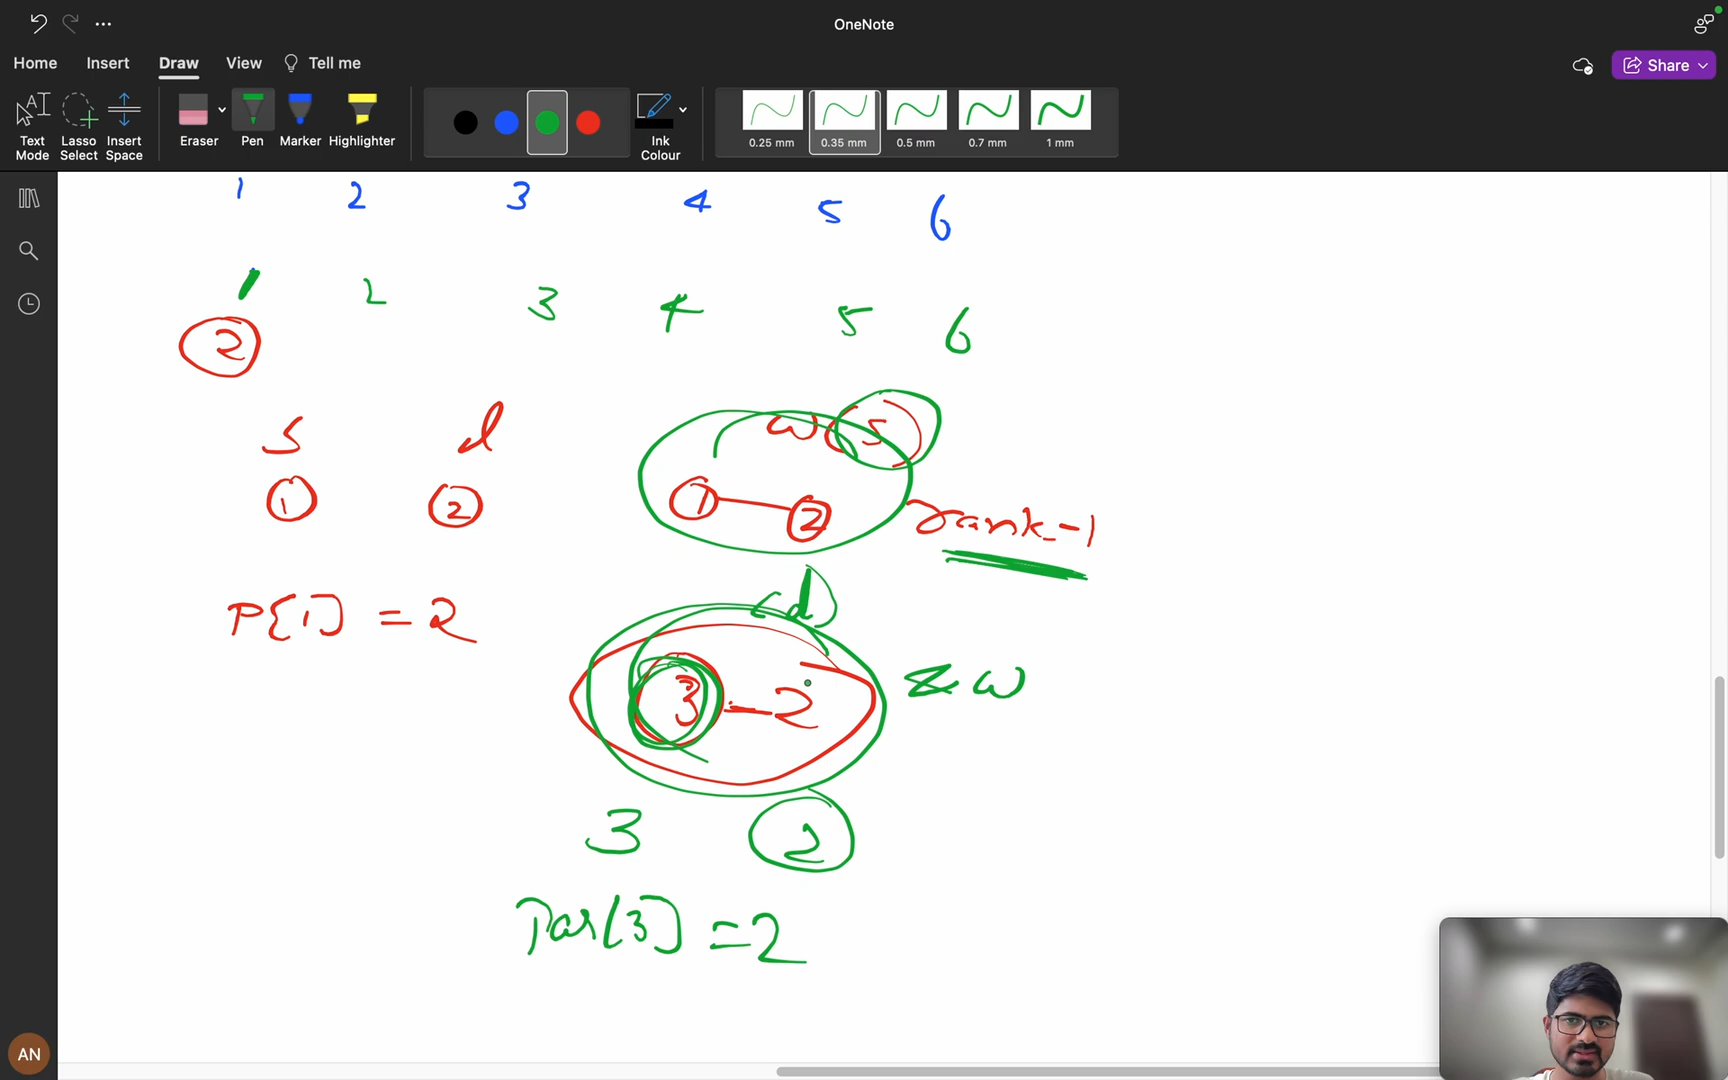 OneNote
Home Insert Draw View Tell me Share
Text Mode Lasso Select Insert Space Eraser Pen Marker Highlighter Ink Colour 0.25 mm 0.35 mm 0.5 mm 0.7 mm 1 mm
1 2 3 4 5 6
1 2 3 4 5 6
2
S d w(5)
1 2 1 2 rank-1
(d)
P[1] = 2
3 - 2 w
3 2
Par[3] = 2
AN